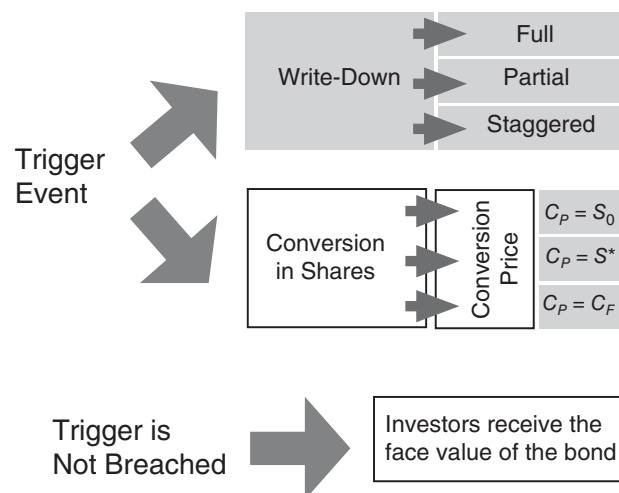 Trigger
Event
Write-Down
Full
Partial
Staggered
Conversion
in Shares
Conversion
Price
C_P = S_0
C_P = S*
C_P = C_F
Trigger is
Not Breached
Investors receive the
face value of the bond